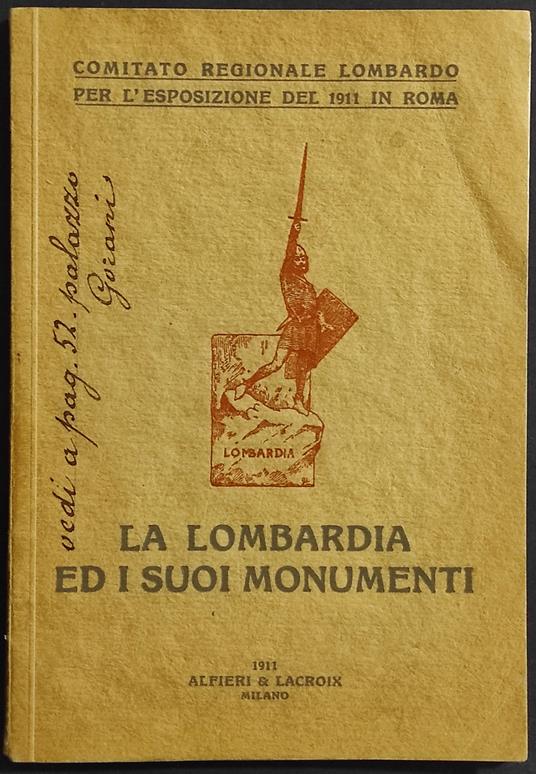 COMITATO REGIONALE LOMBARDO
PER L'ESPOSIZIONE DEL 1911 IN ROMA
vedi a pag. 52. palazzo
Gorani
LOMBARDIA
LA LOMBARDIA
ED I SUOI MONUMENTI
1911
ALFIERI & LACROIX
MILANO